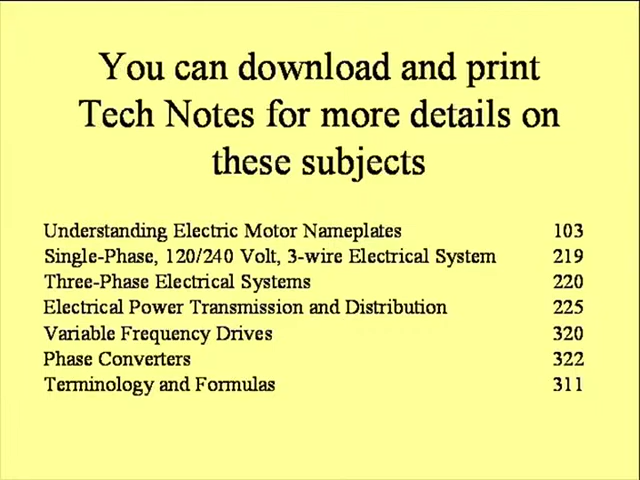 You can download and print
Tech Notes for more details on
these subjects
Understanding Electric Motor Nameplates 103
Single-Phase, 120/240 Volt, 3-wire Electrical System 219
Three-Phase Electrical Systems 220
Electrical Power Transmission and Distribution 225
Variable Frequency Drives 320
Phase Converters 322
Terminology and Formulas 311